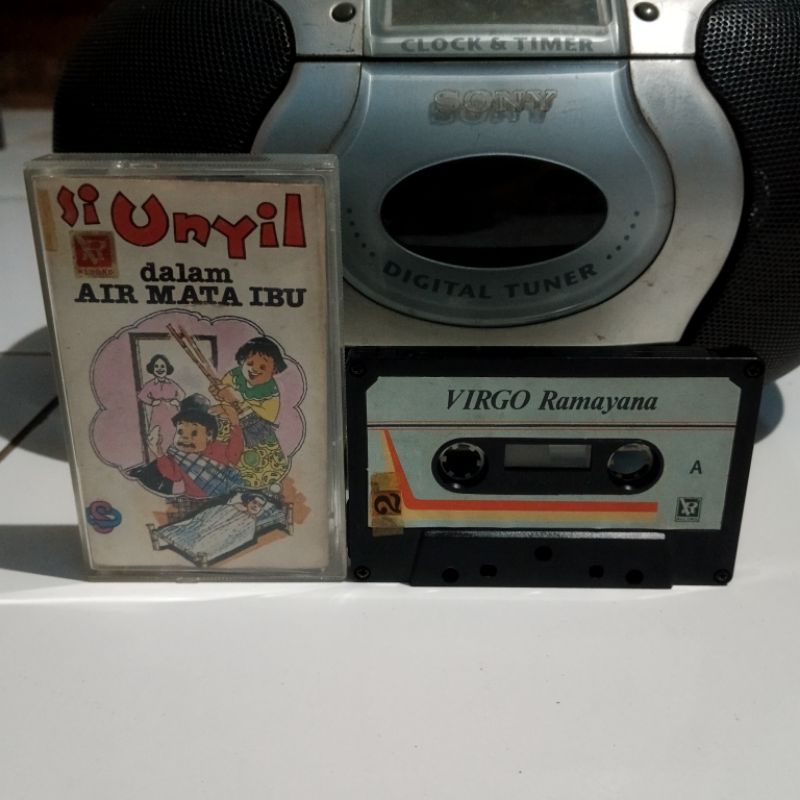 CLOCK & TIMER
SONY
DIGITAL TUNER
Si Unyil
dalam
AIR MATA IBU
VIRGO Ramayana
A
2